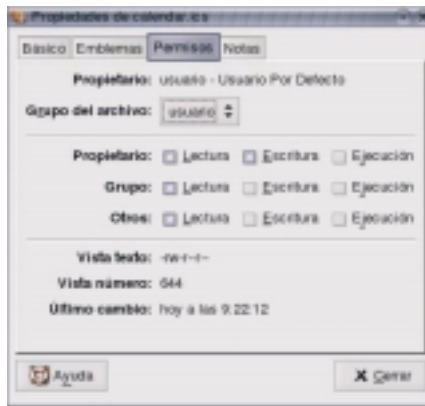 Propiedades de calendar.ics
Básico Emblemas Permisos Notas
Propietario: usuario - Usuario Por Defecto
Grupo del archivo: usuario
Propietario: Lectura Escritura Ejecución
Grupo: Lectura Escritura Ejecución
Otros: Lectura Escritura Ejecución
Vista texto: -rw-r--r--
Vista número: 644
Último cambio: hoy a las 9:22:12
Ayuda Cerrar